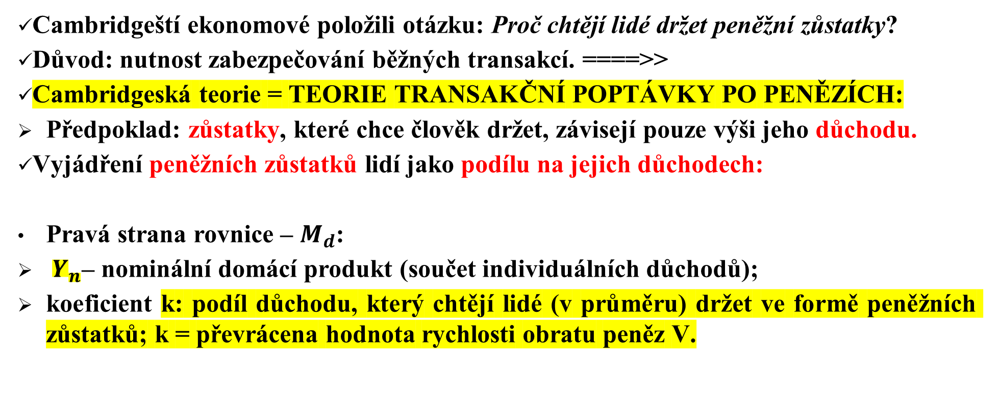 ✓Cambridgeští ekonomové položili otázku: Proč chtějí lidé držet peněžní zůstatky?
✓Důvod: nutnost zabezpečování běžných transakcí. ====>>
✓Cambridgeská teorie = TEORIE TRANSAKČNÍ POPTÁVKY PO PENĚZÍCH:
➢ Předpoklad: zůstatky, které chce člověk držet, závisejí pouze výši jeho důchodu.
✓Vyjádření peněžních zůstatků lidí jako podílu na jejich důchodech:
• Pravá strana rovnice – M_d:
➢ Y_n– nominální domácí produkt (součet individuálních důchodů);
➢ koeficient k: podíl důchodu, který chtějí lidé (v průměru) držet ve formě peněžních
zůstatků; k = převrácena hodnota rychlosti obratu peněz V.